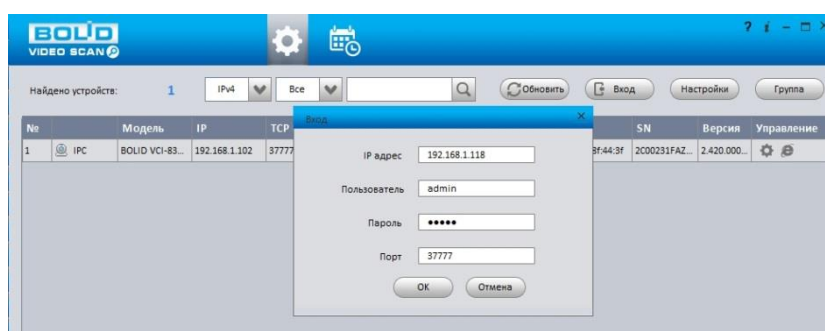 BOLID
VIDEO SCAN
? i
Найдено устройств: 1 IPv4 Все Обновить Вход Настройки Группа
№ Модель IP TCP SN Версия Управление
1 IPC BOLID VCI-83... 192.168.1.102 37777 3f:44:3f 2C00231FAZ... 2.420.000...
Вход
IP адрес 192.168.1.118
Пользователь admin
Пароль •••••
Порт 37777
OK Отмена